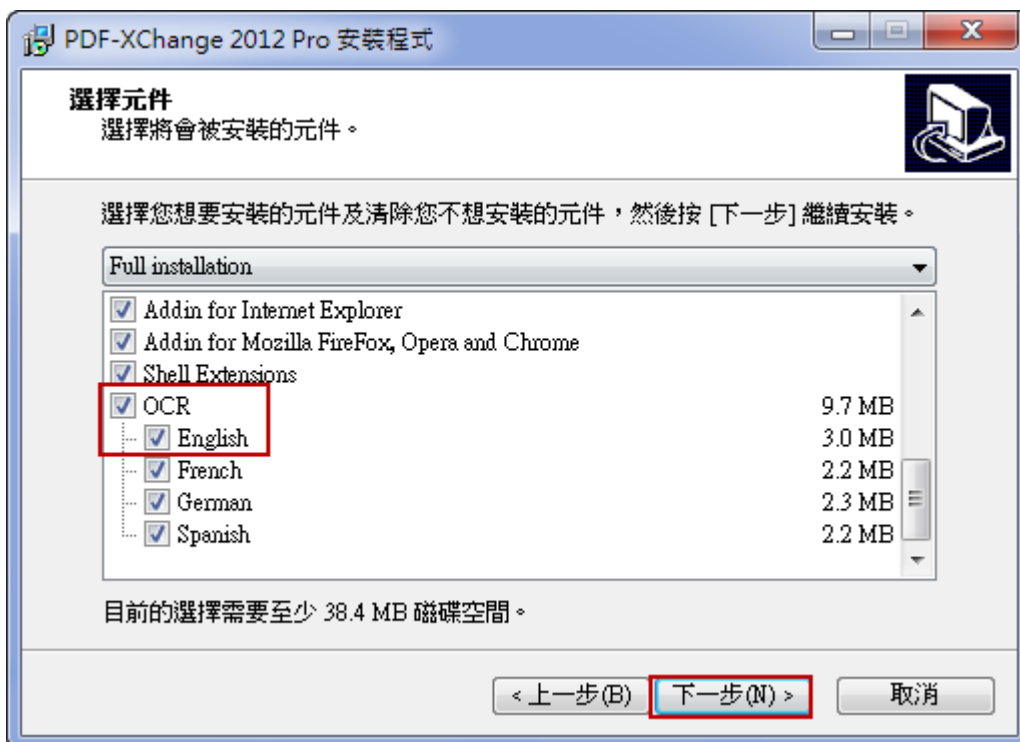 PDF-XChange 2012 Pro 安裝程式
選擇元件
選擇將會被安裝的元件。
選擇您想要安裝的元件及清除您不想安裝的元件，然後按 [下一步] 繼續安裝。
Full installation
Addin for Internet Explorer
Addin for Mozilla FireFox, Opera and Chrome
Shell Extensions
OCR 9.7 MB
English 3.0 MB
French 2.2 MB
German 2.3 MB
Spanish 2.2 MB
目前的選擇需要至少 38.4 MB 磁碟空間。
<上一步(B) 下一步(N) > 取消